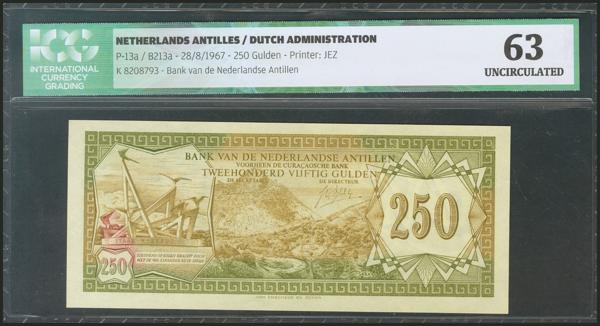 ICG
INTERNATIONAL
CURRENCY
GRADING
NETHERLANDS ANTILLES / DUTCH ADMINISTRATION
P-13a / B213a - 28/8/1967 - 250 Gulden - Printer: JEZ
K 8208793 - Bank van de Nederlandse Antillen
63
UNCIRCULATED
BANK VAN DE NEDERLANDSE ANTILLEN
VOORHEEN DE CURAÇAOSCHE BANK
TWEEHONDERD VIJFTIG GULDEN
DE SECRETARIS
DE DIRECTEUR
250
250